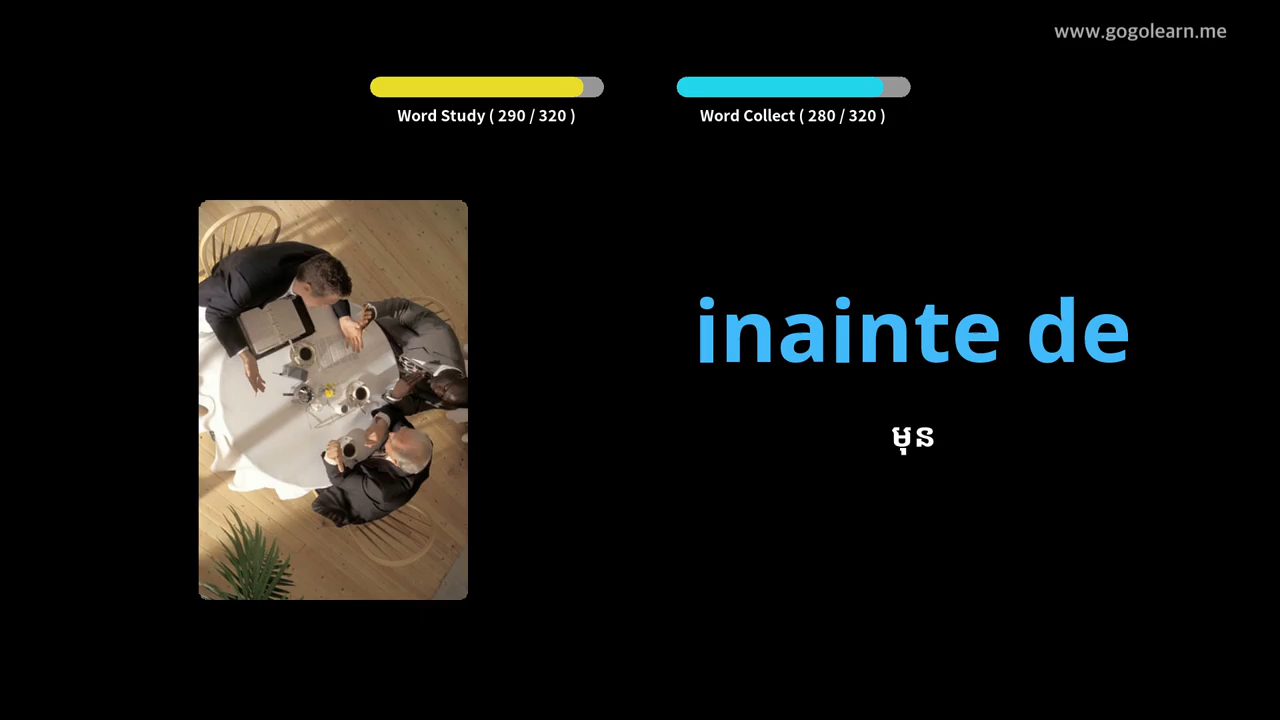 www.gogolearn.me
Word Study ( 290 / 320 )
Word Collect ( 280 / 320 )
inainte de
មុន